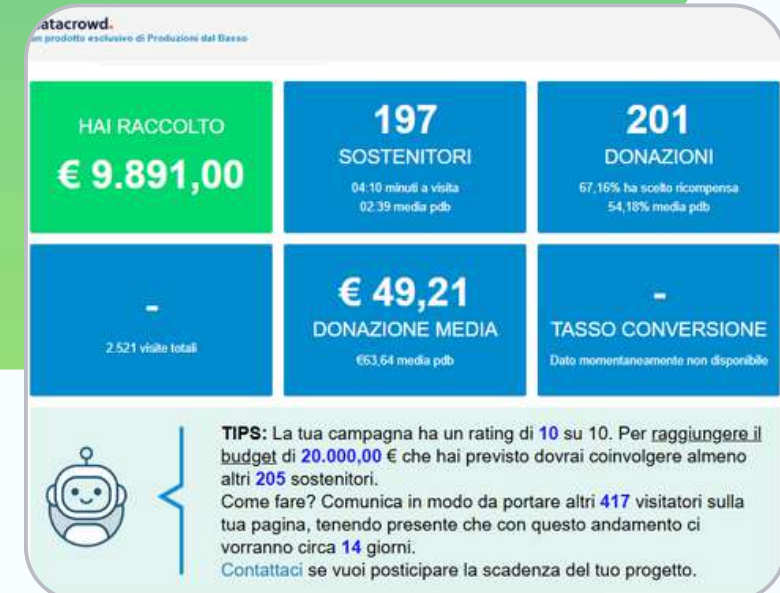 atacrowd.
un prodotto esclusivo di Produzioni dal Basso
HAI RACCOLTO
€ 9.891,00
197
SOSTENITORI
04:10 minuti a visita
02:39 media pdb
201
DONAZIONI
67,16% ha scelto ricompensa
54,18% media pdb
-
2.521 visite totali
€ 49,21
DONAZIONE MEDIA
€63,64 media pdb
-
TASSO CONVERSIONE
Dato momentaneamente non disponibile
TIPS: La tua campagna ha un rating di 10 su 10. Per raggiungere il
budget di 20.000,00 € che hai previsto dovrai coinvolgere almeno
altri 205 sostenitori.
Come fare? Comunica in modo da portare altri 417 visitatori sulla
tua pagina, tenendo presente che con questo andamento ci
vorranno circa 14 giorni.
Contattaci se vuoi posticipare la scadenza del tuo progetto.